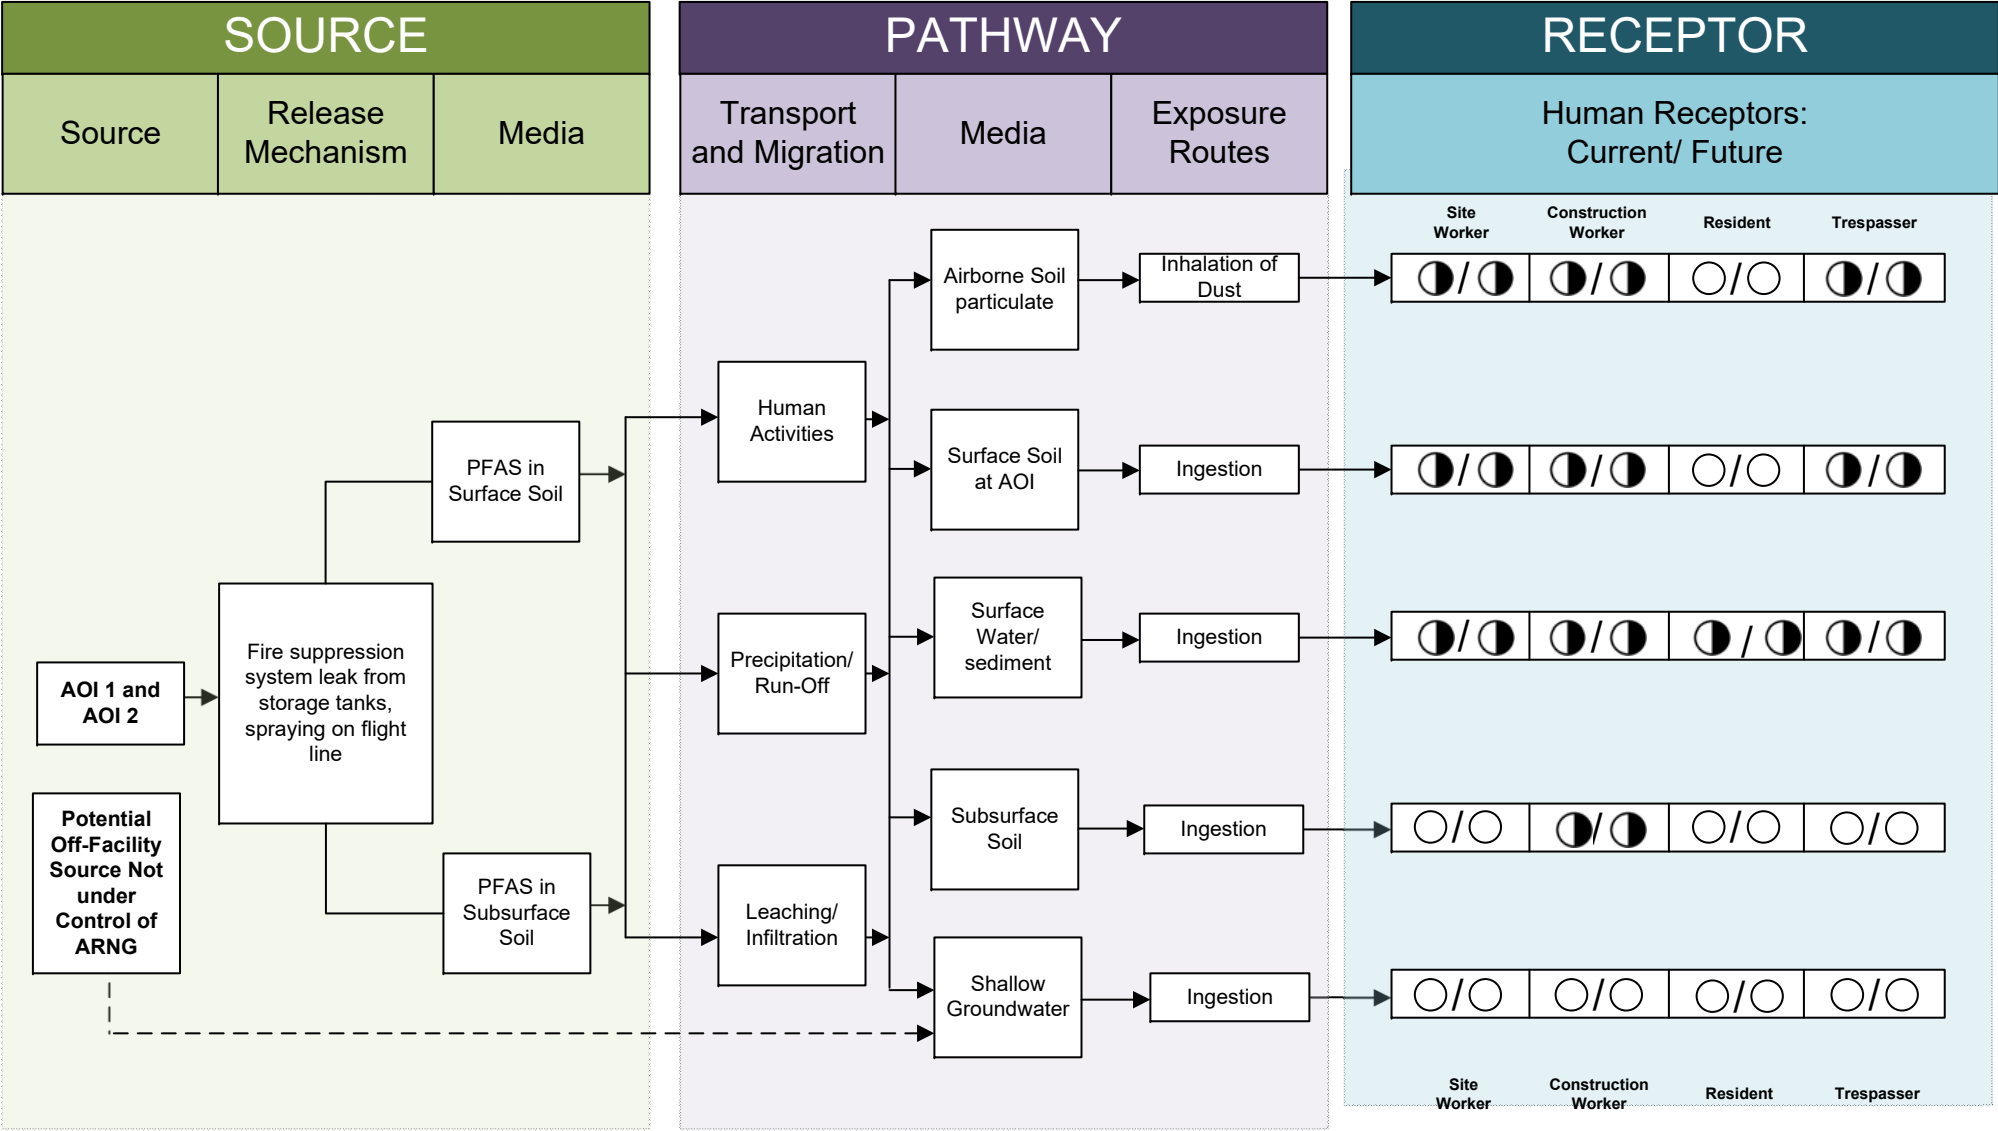 SOURCE
PATHWAY
RECEPTOR
Source
Release
Mechanism
Media
Transport
and Migration
Media
Exposure
Routes
Human Receptors:
Current/ Future
Site
Worker
Construction
Worker
Resident
Trespasser
Airborne Soil
particulate
Inhalation of
Dust
/
/
/
/
Human
Activities
PFAS in
Surface Soil
Surface Soil
at AOI
Ingestion
/
/
/
/
Fire suppression
system leak from
storage tanks,
spraying on flight
line
AOI 1 and
AOI 2
Precipitation/
Run-Off
Surface
Water/
sediment
Ingestion
/
/
/
/
Potential
Off-Facility
Source Not
under
Control of
ARNG
PFAS in
Subsurface
Soil
Subsurface
Soil
Ingestion
/
/
/
/
Leaching/
Infiltration
Shallow
Groundwater
Ingestion
/
/
/
/
Site
Worker
Construction
Worker
Resident
Trespasser